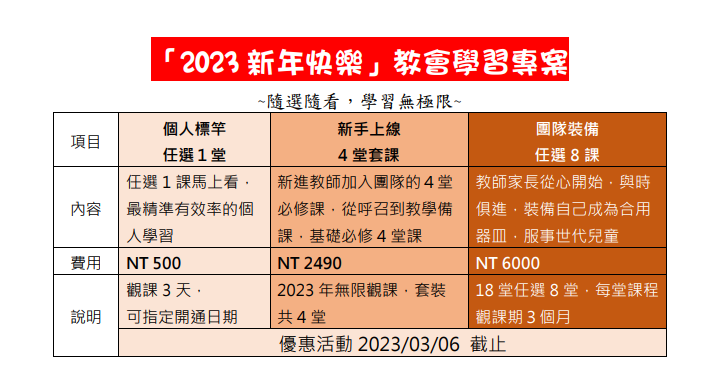 「2023 新年快樂」教會學習專案
~隨選隨看，學習無極限~
項目
個人標竿
任選 1 堂
新手上線
4 堂套課
團隊裝備
任選 8 課
內容
任選 1 課馬上看．
最精準有效率的個
人學習
新進教師加入團隊的 4 堂
必修課．從呼召到教學備
課．基礎必修 4 堂課
教師家長從心開始．與時
俱進．裝備自己成為合用
器皿．服事世代兒童
費用
NT 500
NT 2490
NT 6000
說明
觀課 3 天．
可指定開通日期
2023 年無限觀課．套裝
共 4 堂
18 堂任選 8 堂．每堂課程
觀課期 3 個月
優惠活動 2023/03/06 截止